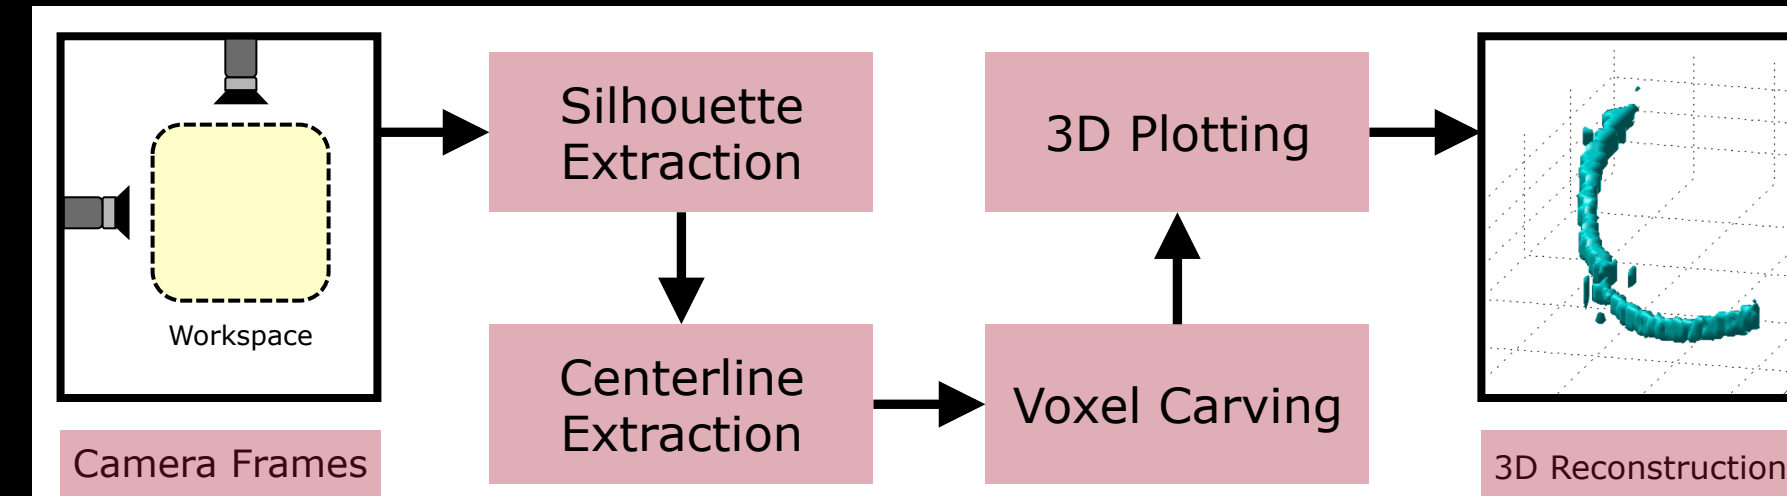 Workspace
Camera Frames
Silhouette
Extraction
Centerline
Extraction
Voxel Carving
3D Plotting
3D Reconstruction